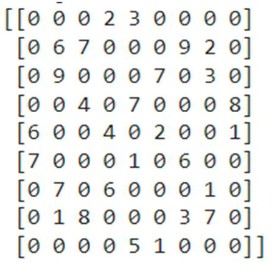 [[0 0 0 2 3 0 0 0 0]
[0 6 7 0 0 0 9 2 0]
[0 9 0 0 0 7 0 3 0]
[0 0 4 0 7 0 0 0 8]
[6 0 0 4 0 2 0 0 1]
[7 0 0 0 1 0 6 0 0]
[0 7 0 6 0 0 0 1 0]
[0 1 8 0 0 0 3 7 0]
[0 0 0 0 5 1 0 0 0]]